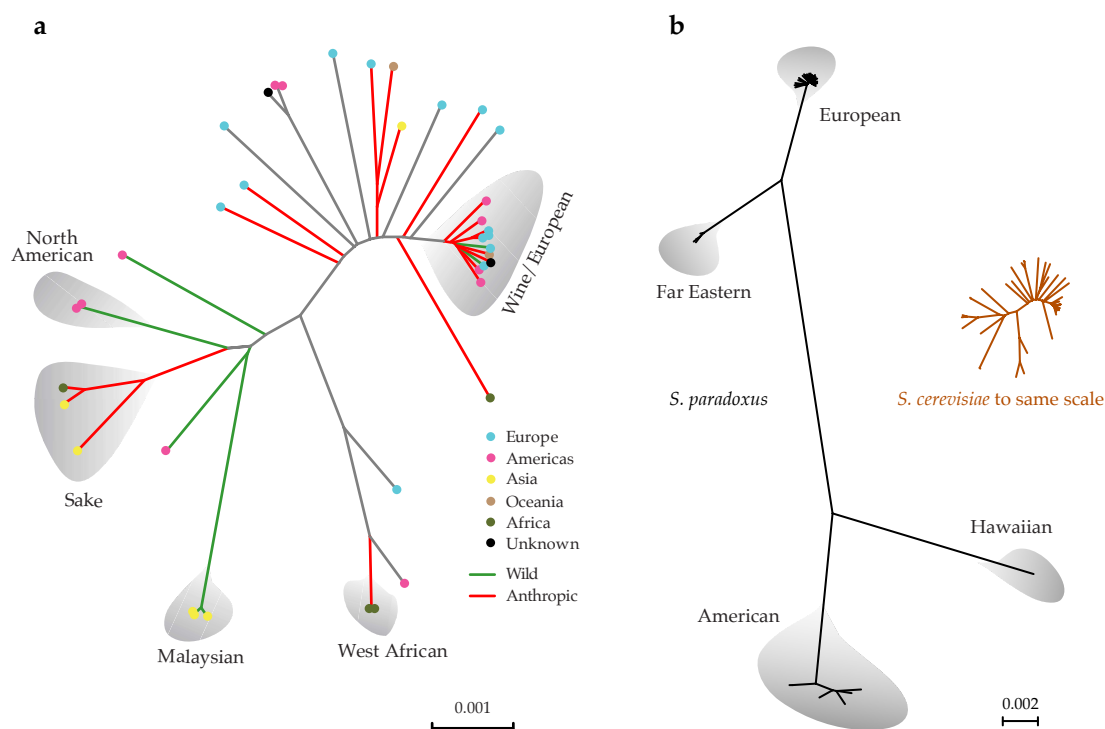 a
North
American
Wine/European
Sake
Malaysian
West African
Europe
Americas
Asia
Oceania
Africa
Unknown
Wild
Anthropic
0.001
b
European
Far Eastern
S. paradoxus
S. cerevisiae to same scale
Hawaiian
American
0.002